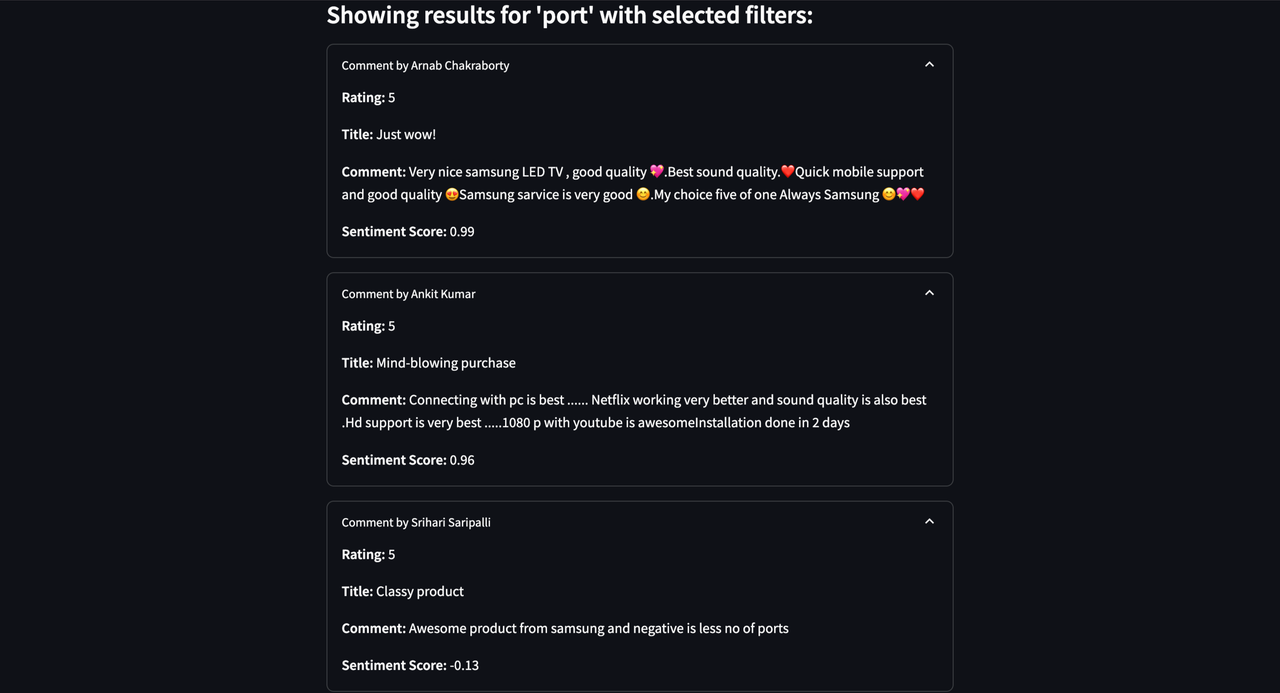 Showing results for 'port' with selected filters:
Comment by Arnab Chakraborty
Rating: 5
Title: Just wow!
Comment: Very nice samsung LED TV , good quality 💖.Best sound quality.❤️Quick mobile support
and good quality 😍Samsung sarvice is very good 😊.My choice five of one Always Samsung 😊💖❤️
Sentiment Score: 0.99
Comment by Ankit Kumar
Rating: 5
Title: Mind-blowing purchase
Comment: Connecting with pc is best ...... Netflix working very better and sound quality is also best
.Hd support is very best .....1080 p with youtube is awesomeInstallation done in 2 days
Sentiment Score: 0.96
Comment by Srihari Saripalli
Rating: 5
Title: Classy product
Comment: Awesome product from samsung and negative is less no of ports
Sentiment Score: -0.13